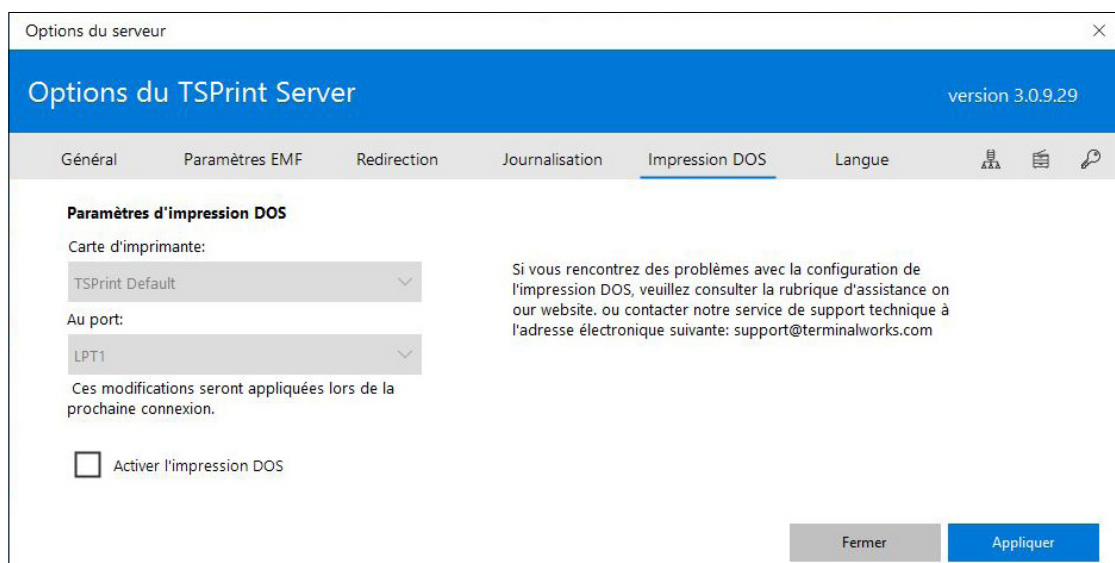 Options du serveur
Options du TSPrint Server
version 3.0.9.29
Général Paramètres EMF Redirection Journalisation Impression DOS Langue
Paramètres d'impression DOS
Carte d'imprimante:
TSPrint Default
Au port:
LPT1
Ces modifications seront appliquées lors de la
prochaine connexion.
Activer l'impression DOS
Si vous rencontrez des problèmes avec la configuration de
l'impression DOS, veuillez consulter la rubrique d'assistance on
our website. ou contacter notre service de support technique à
l'adresse électronique suivante: support@terminalworks.com
Fermer
Appliquer